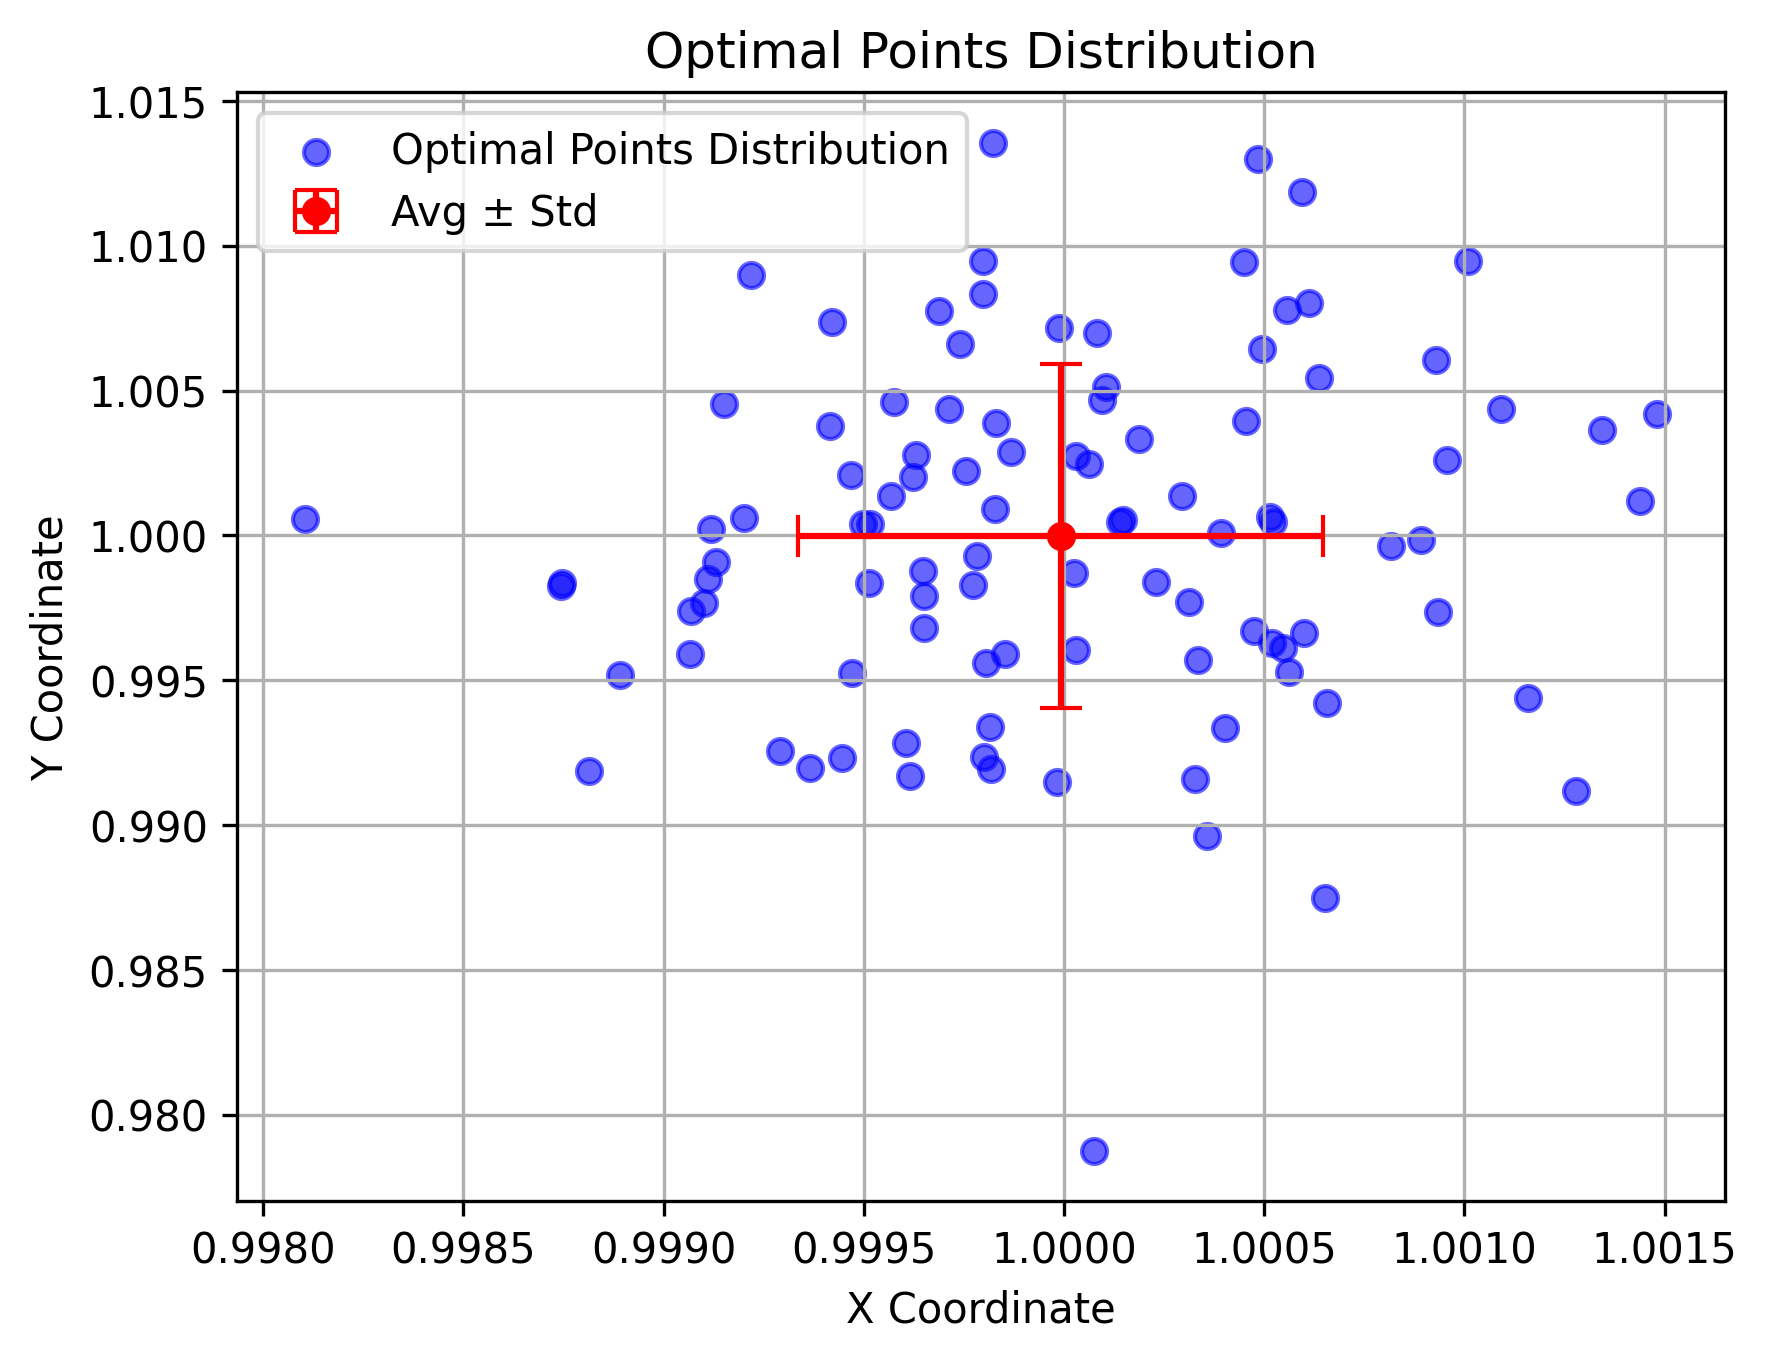 Optimal Points Distribution
1.015
1.010
1.005
1.000
0.995
0.990
0.985
0.980
Y Coordinate
Optimal Points Distribution
Avg ± Std
0.9980 0.9985 0.9990 0.9995 1.0000 1.0005 1.0010 1.0015
X Coordinate